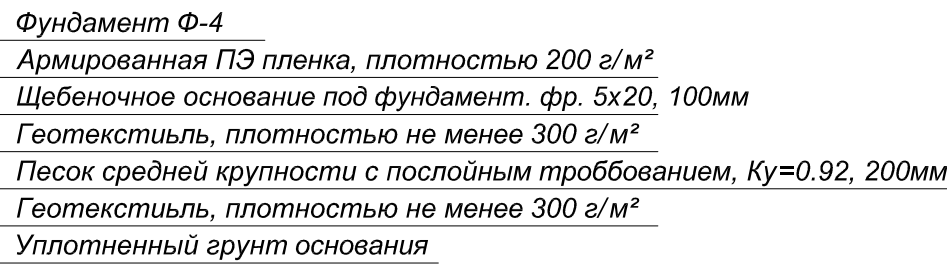 Фундамент Ф-4
Армированная ПЭ пленка, плотностью 200 г/м²
Щебеночное основание под фундамент. фр. 5х20, 100мм
Геотекстиьль, плотностью не менее 300 г/м²
Песок средней крупности с послойным троббованием, Ку=0.92, 200мм
Геотекстиьль, плотностью не менее 300 г/м²
Уплотненный грунт основания